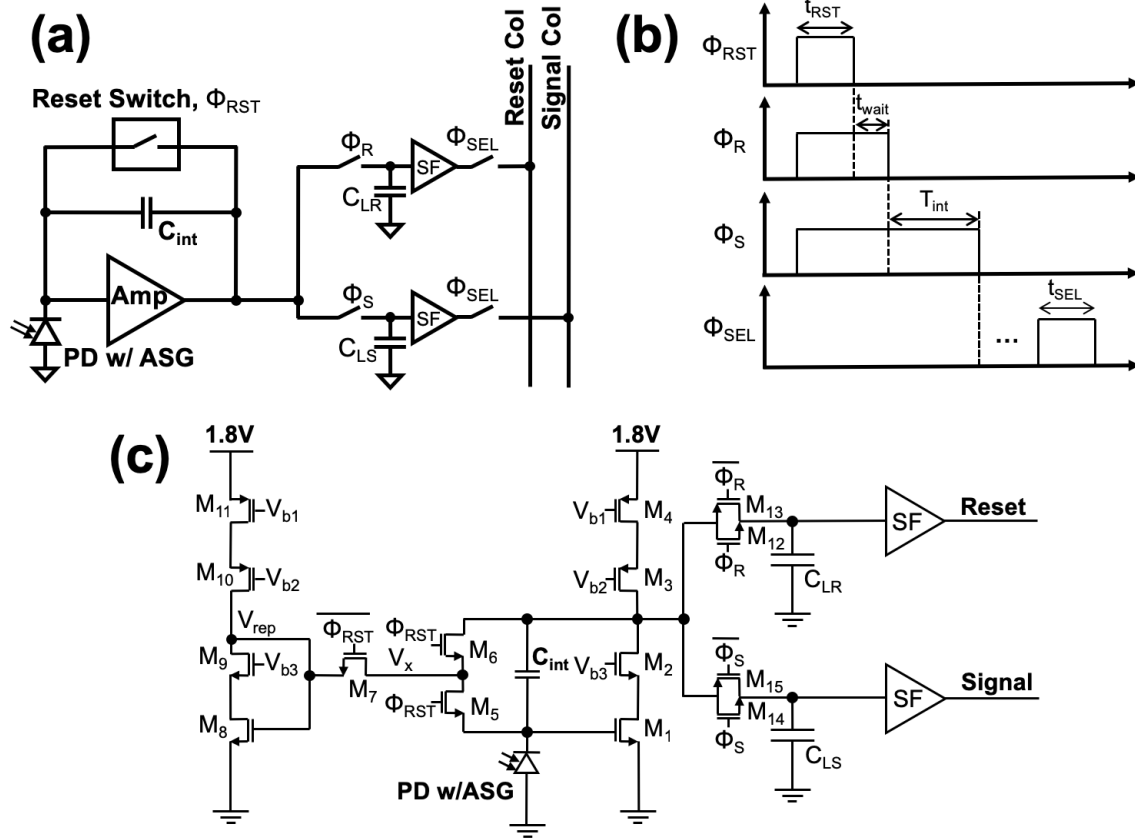 (a)
Reset Switch, Φ_RST
C_int
Amp
PD w/ ASG
Φ_R
C_LR
SF
Φ_SEL
Φ_S
C_LS
SF
Φ_SEL
Reset Col
Signal Col
(b)
Φ_RST
t_RST
Φ_R
t_wait
Φ_S
T_int
Φ_SEL
...
t_SEL
(c)
1.8V
M_11
V_b1
M_10
V_b2
V_rep
M_9
V_b3
M_8
Φ_RST
M_7
V_x
Φ_RST
M_6
Φ_RST
M_5
C_int
PD w/ASG
1.8V
V_b1
M_4
V_b2
M_3
V_b3
M_2
M_1
Φ_R
M_13
M_12
Φ_R
C_LR
SF
Reset
Φ_S
M_15
M_14
Φ_S
C_LS
SF
Signal